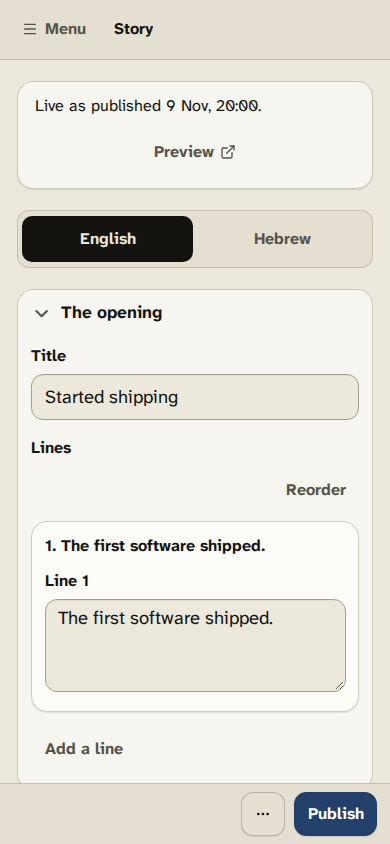 Menu Story
Live as published 9 Nov, 20:00.
Preview
English Hebrew
The opening
Title
Started shipping
Lines
Reorder
1. The first software shipped.
Line 1
The first software shipped.
Add a line
... Publish